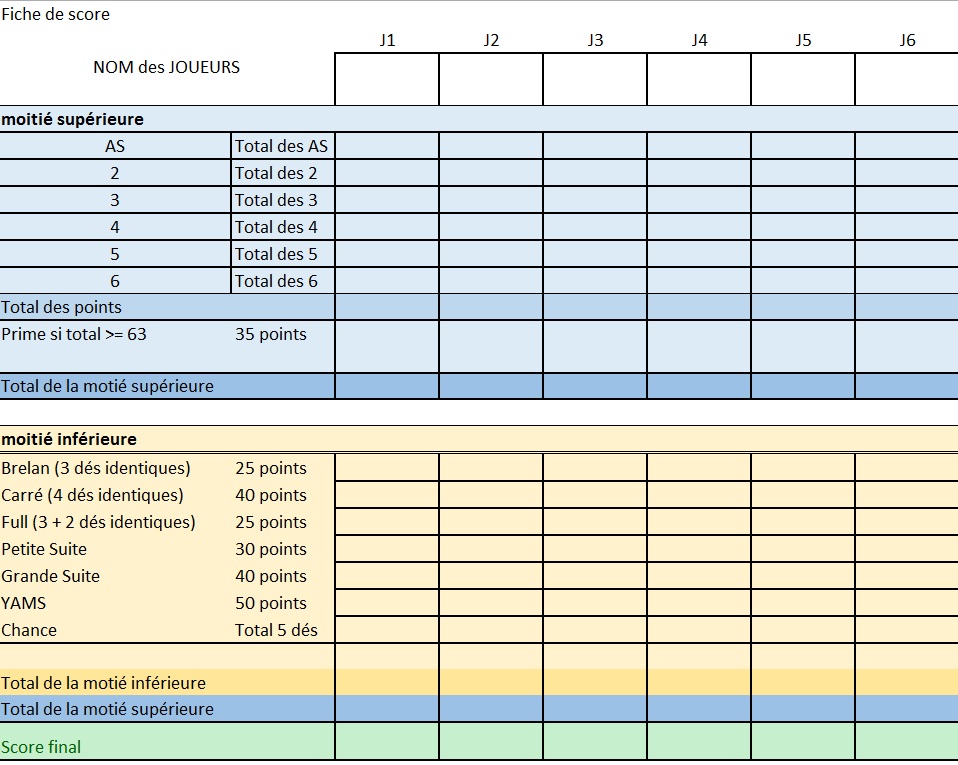 Fiche de score
J1 J2 J3 J4 J5 J6
NOM des JOUEURS
moitié supérieure
AS Total des AS
2 Total des 2
3 Total des 3
4 Total des 4
5 Total des 5
6 Total des 6
Total des points
Prime si total >= 63 35 points
Total de la motié supérieure
moitié inférieure
Brelan (3 dés identiques) 25 points
Carré (4 dés identiques) 40 points
Full (3 + 2 dés identiques) 25 points
Petite Suite 30 points
Grande Suite 40 points
YAMS 50 points
Chance Total 5 dés
Total de la motié inférieure
Total de la motié supérieure
Score final